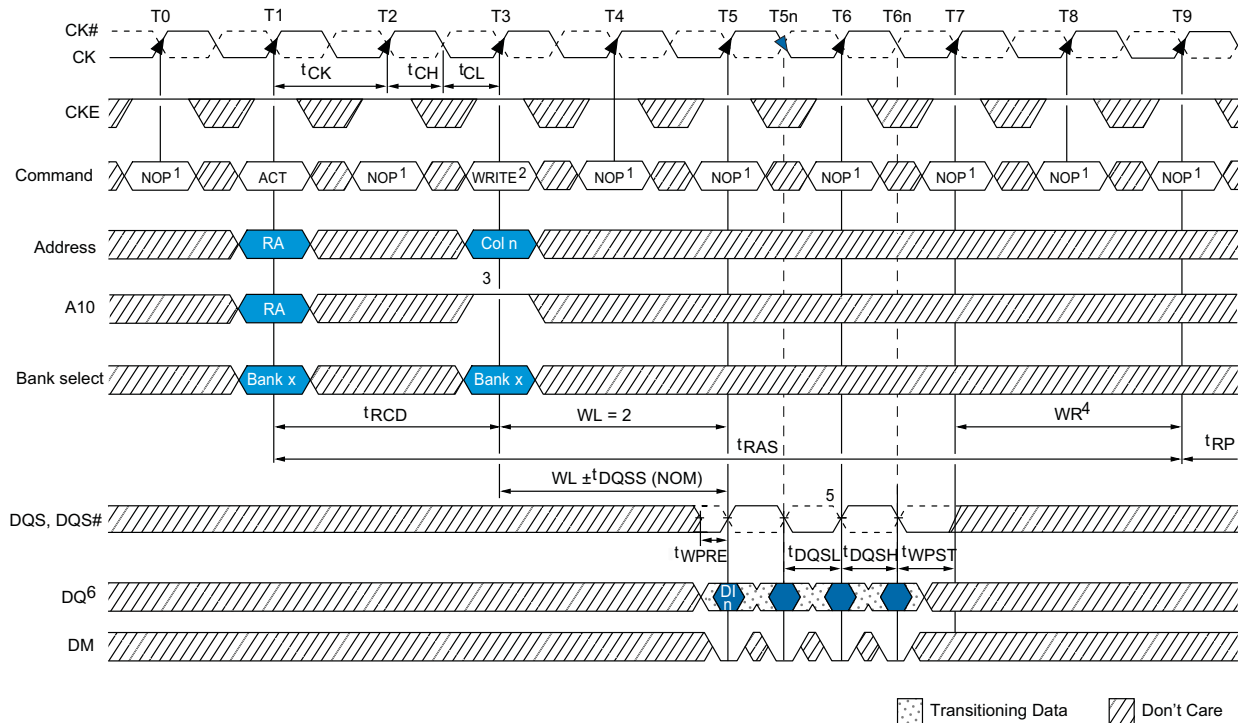 T0 T1 T2 T3 T4 T5 T5n T6 T6n T7 T8 T9
CK#
CK
tCK tCH tCL
CKE
Command NOP1 ACT NOP1 WRITE2 NOP1 NOP1 NOP1 NOP1 NOP1 NOP1
Address RA Col n
3
A10 RA
Bank select Bank x Bank x
tRCD WL = 2 WR4
tRAS tRP
WL ±tDQSS (NOM) 5
DQS, DQS#
tWPRE tDQSL tDQSH tWPST
DQ6 DI n
DM
Transitioning Data Don't Care